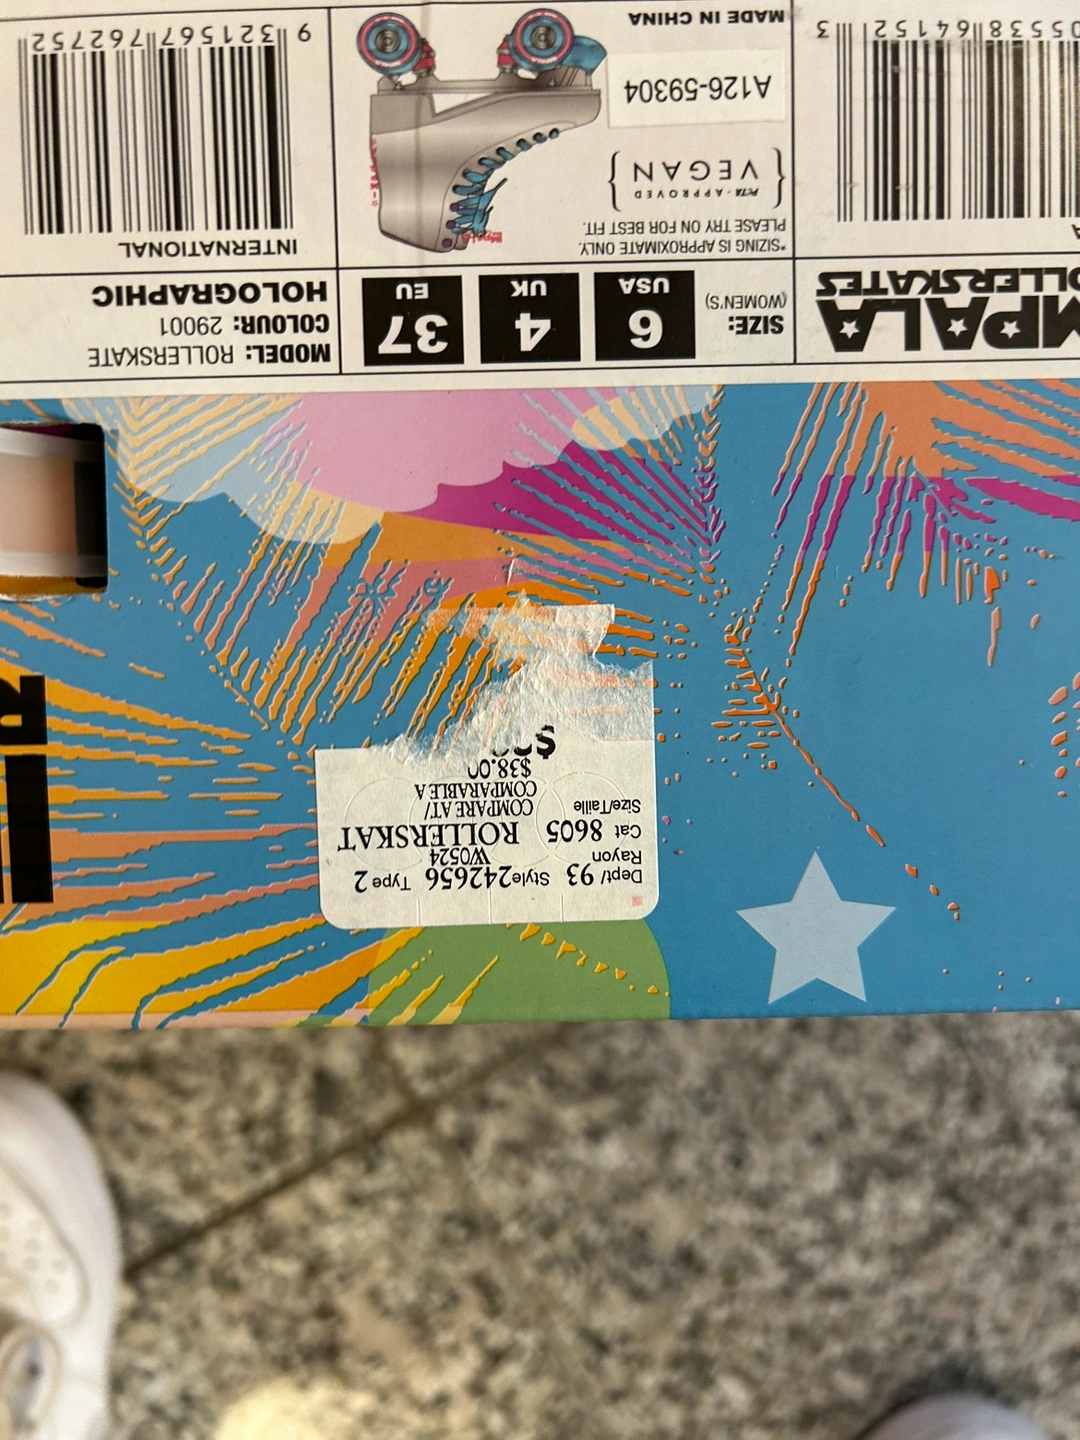 MPALA
OLLERSKATES
SIZE:
(WOMEN'S)
6
USA
4
UK
37
EU
MODEL: ROLLERSKATE
COLOUR: 29001
HOLOGRAPHIC
*SIZING IS APPROXIMATE ONLY.
PLEASE TRY ON FOR BEST FIT.
PETA-APPROVED
VEGAN
A126-59304
MADE IN CHINA
INTERNATIONAL
9 321567 762752
Dept/ 93 Style242656 Type 2
Rayon W0524
Cat 8605 ROLLERSKAT
Size/Taille COMPARE AT/
COMPARABLE A
$38.00
$